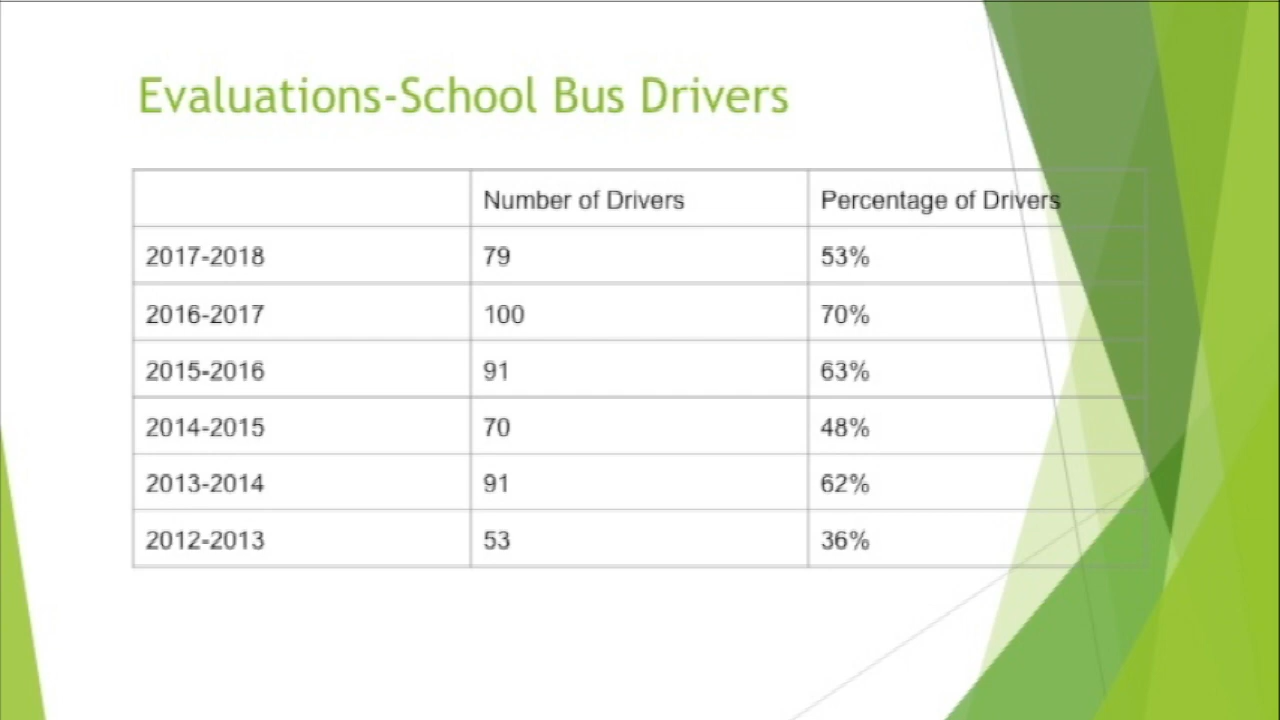 Evaluations-School Bus Drivers
Number of Drivers Percentage of Drivers
2017-2018 79 53%
2016-2017 100 70%
2015-2016 91 63%
2014-2015 70 48%
2013-2014 91 62%
2012-2013 53 36%